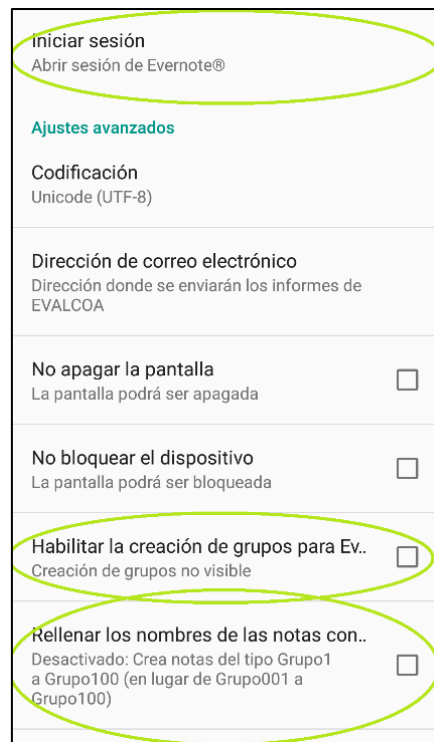 Iniciar sesión
Abrir sesión de Evernote®
Ajustes avanzados
Codificación
Unicode (UTF-8)
Dirección de correo electrónico
Dirección donde se enviarán los informes de
EVALCOA
No apagar la pantalla
La pantalla podrá ser apagada
No bloquear el dispositivo
La pantalla podrá ser bloqueada
Habilitar la creación de grupos para Ev..
Creación de grupos no visible
Rellenar los nombres de las notas con..
Desactivado: Crea notas del tipo Grupo1
a Grupo100 (en lugar de Grupo001 a
Grupo100)